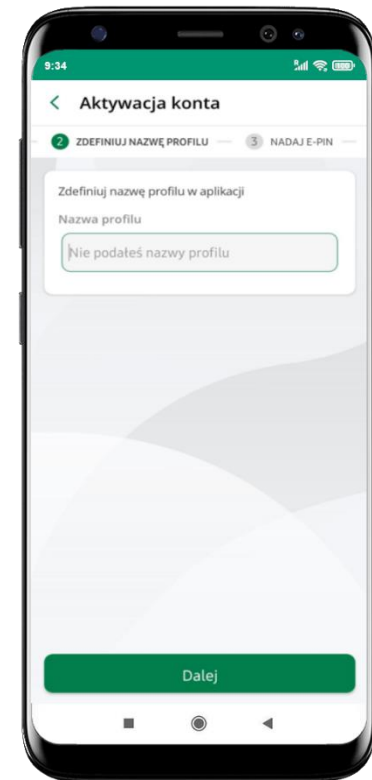 9:34
Aktywacja konta
2 ZDEFINIUJ NAZWĘ PROFILU 3 NADAJ E-PIN
Zdefiniuj nazwę profilu w aplikacji
Nazwa profilu
Nie podałeś nazwy profilu
Dalej